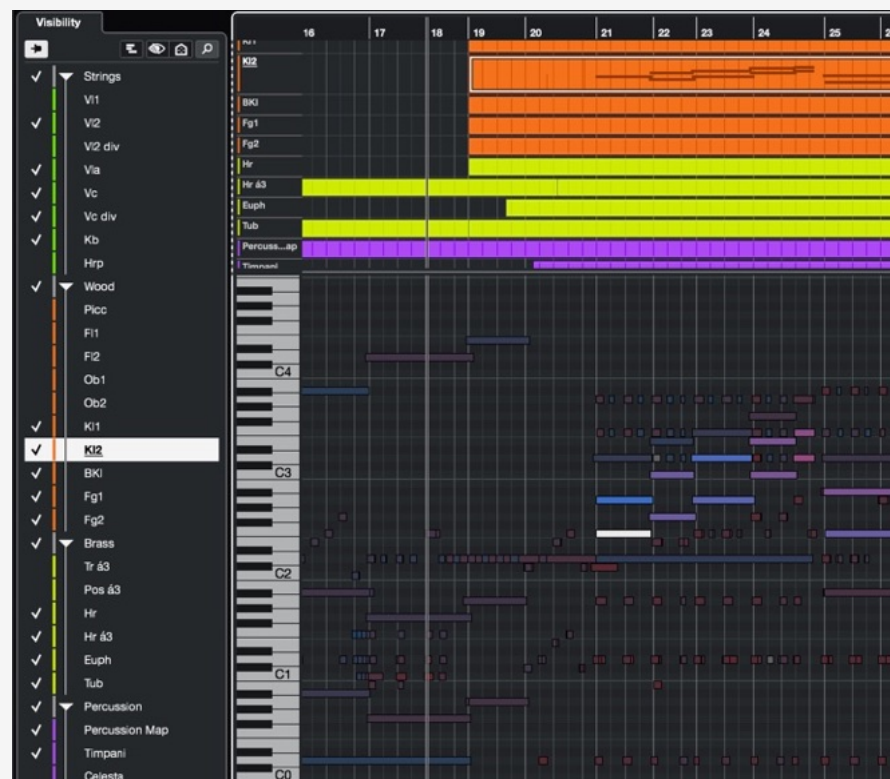 Visibility
Strings
Vl1
Vl2
Vl2 div
Vla
Vc
Vc div
Kb
Hrp
Wood
Picc
Fl1
Fl2
Ob1
Ob2
Kl1
Kl2
BKl
Fg1
Fg2
Brass
Tr á3
Pos á3
Hr
Hr á3
Euph
Tub
Percussion
Percussion Map
Timpani
Celesta
16 17 18 19 20 21 22 23 24 25
Kl1
Kl2
BKl
Fg1
Fg2
Hr
Hr á3
Euph
Tub
Percuss...ap
Timpani
C4
C3
C2
C1
C0